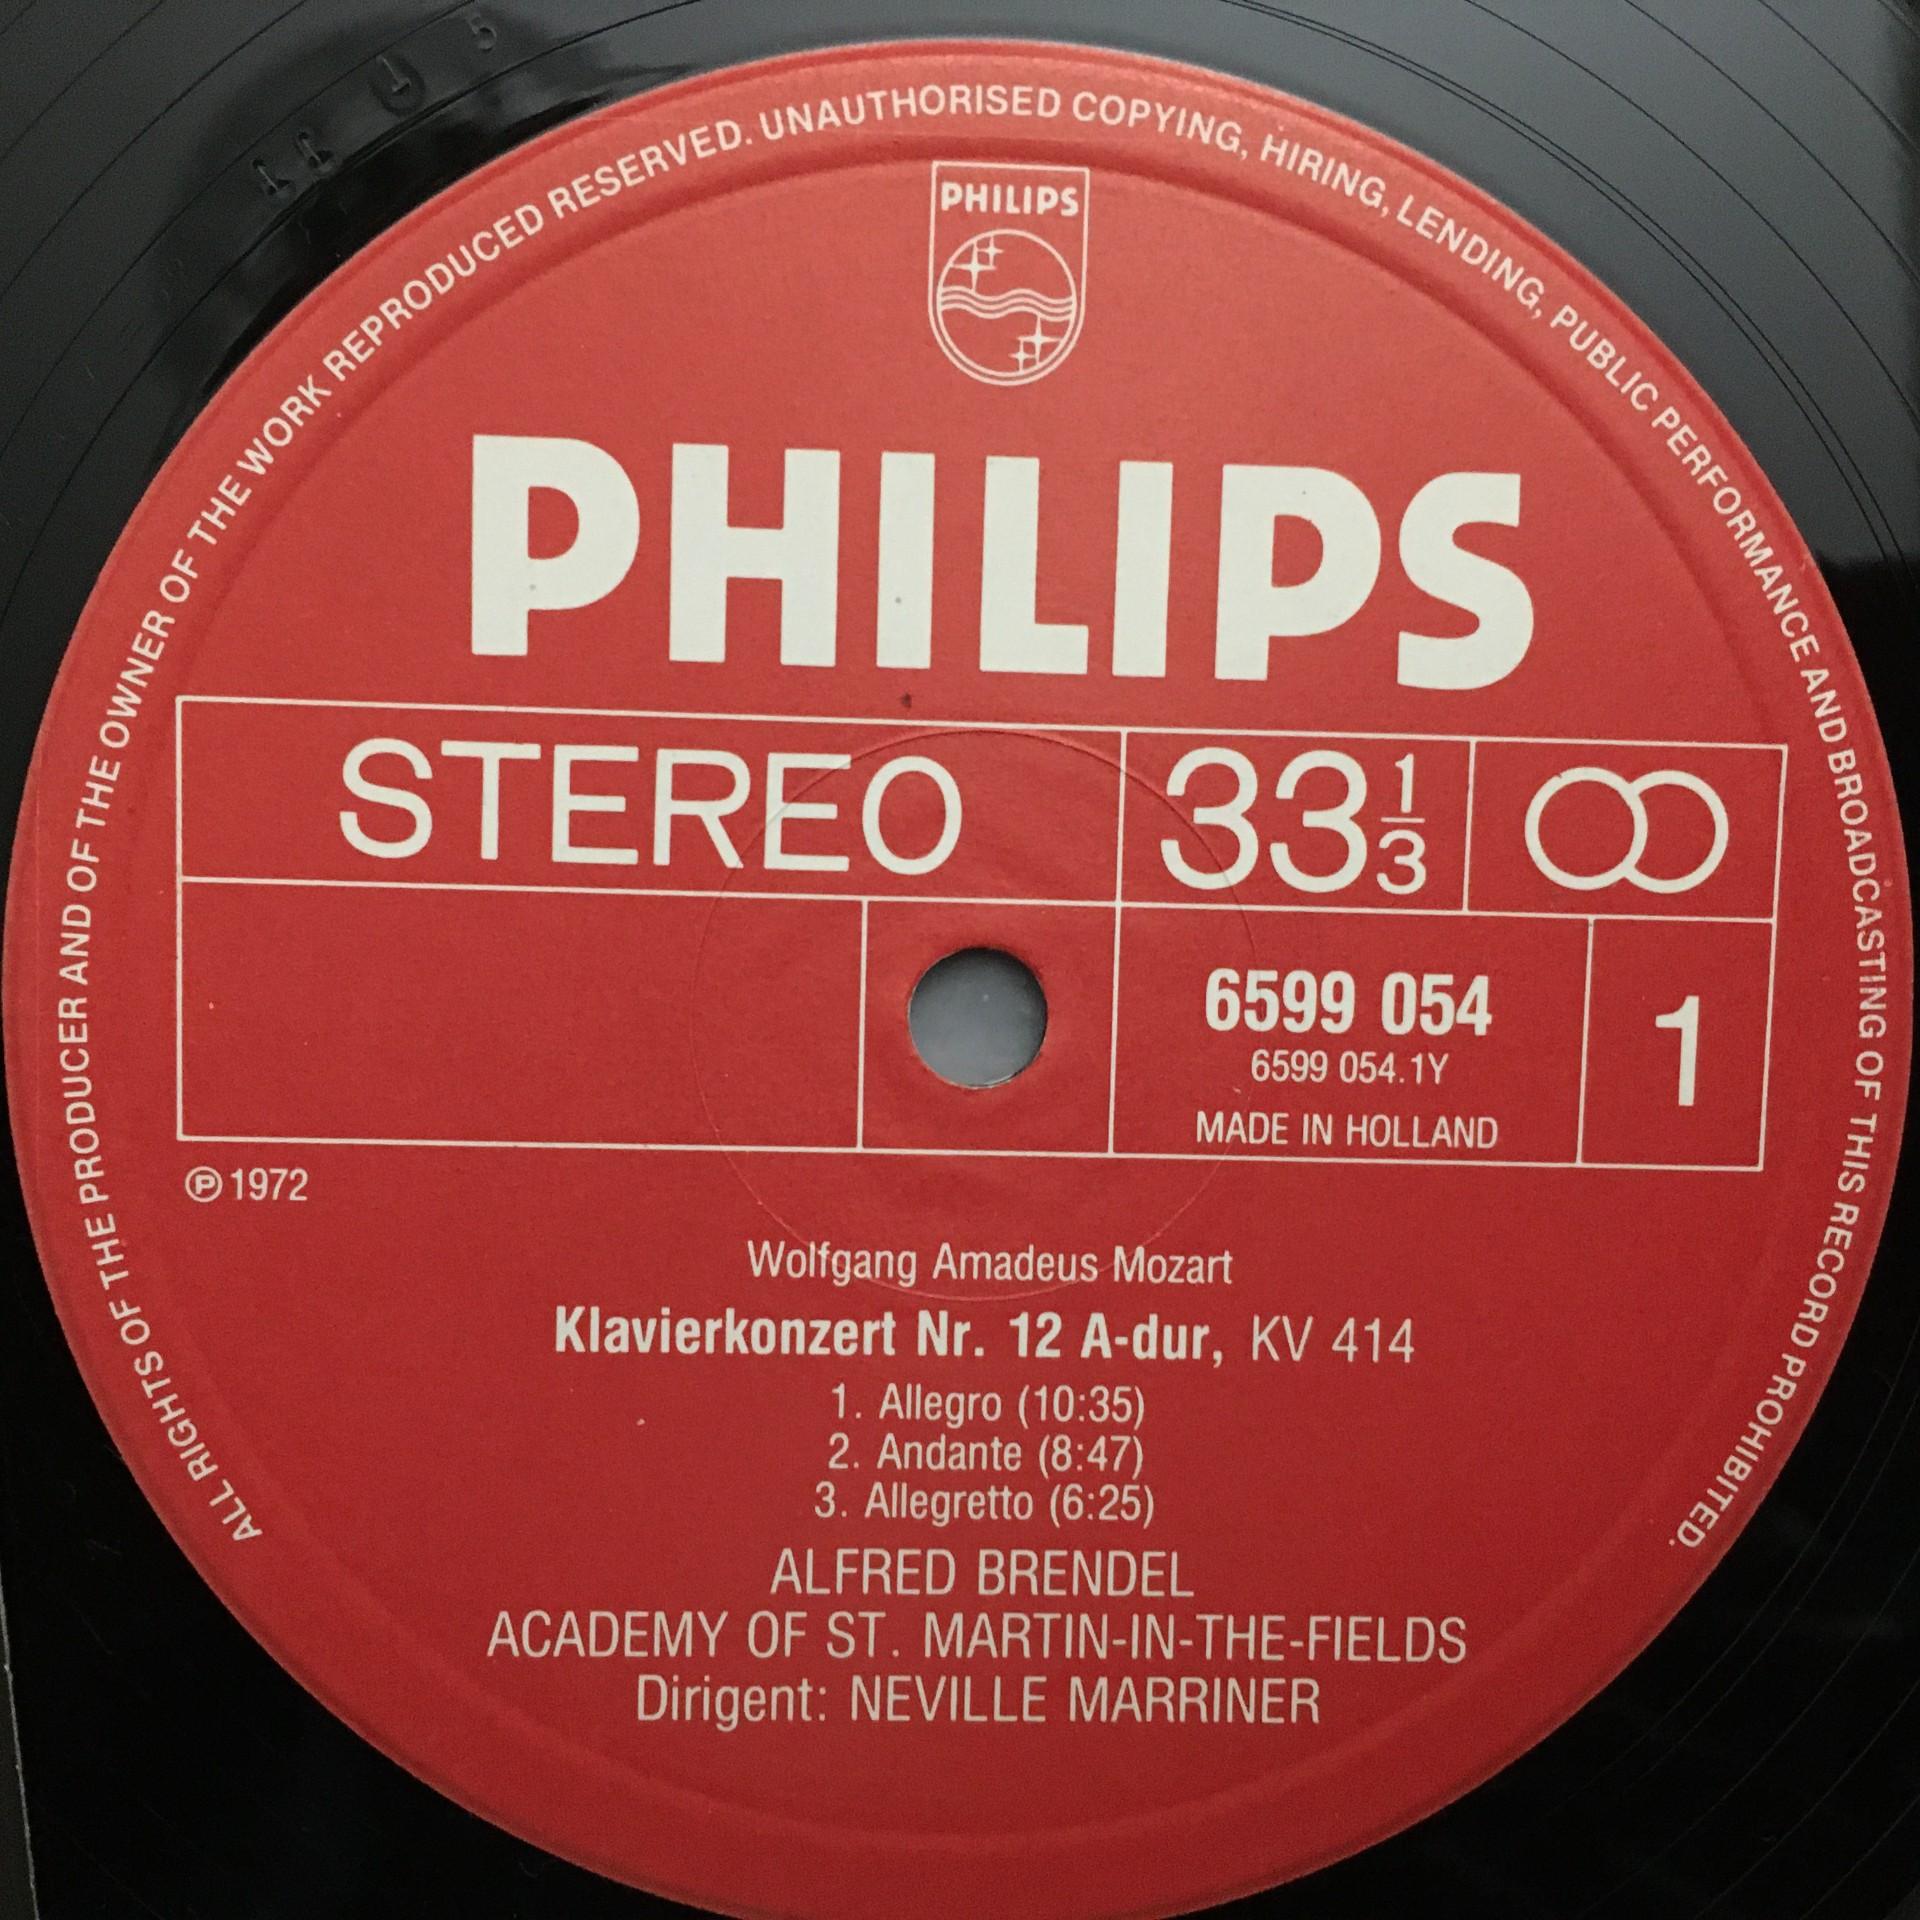 ALL RIGHTS OF THE PRODUCER AND OF THE OWNER OF THE WORK REPRODUCED RESERVED. UNAUTHORISED COPYING, HIRING, LENDING, PUBLIC PERFORMANCE AND BROADCASTING OF THIS RECORD PROHIBITED.
PHILIPS
PHILIPS
STEREO
33 1/3
6599 054
6599 054.1Y
MADE IN HOLLAND
1
℗ 1972
Wolfgang Amadeus Mozart
Klavierkonzert Nr. 12 A-dur, KV 414
1. Allegro (10:35)
2. Andante (8:47)
3. Allegretto (6:25)
ALFRED BRENDEL
ACADEMY OF ST. MARTIN-IN-THE-FIELDS
Dirigent: NEVILLE MARRINER